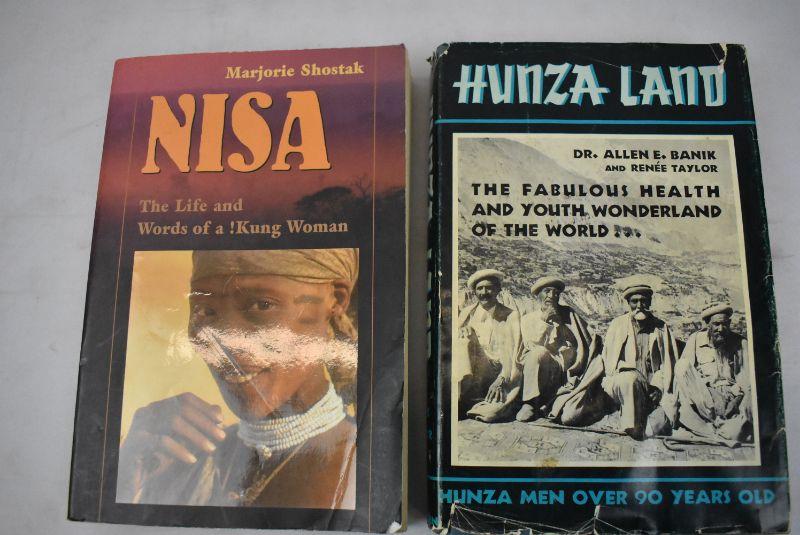 Marjorie Shostak
NISA
The Life and
Words of a !Kung Woman
HUNZA LAND
DR. ALLEN E. BANIK
AND RENÉE TAYLOR
THE FABULOUS HEALTH
AND YOUTH WONDERLAND
OF THE WORLD . . .
HUNZA MEN OVER 90 YEARS OLD